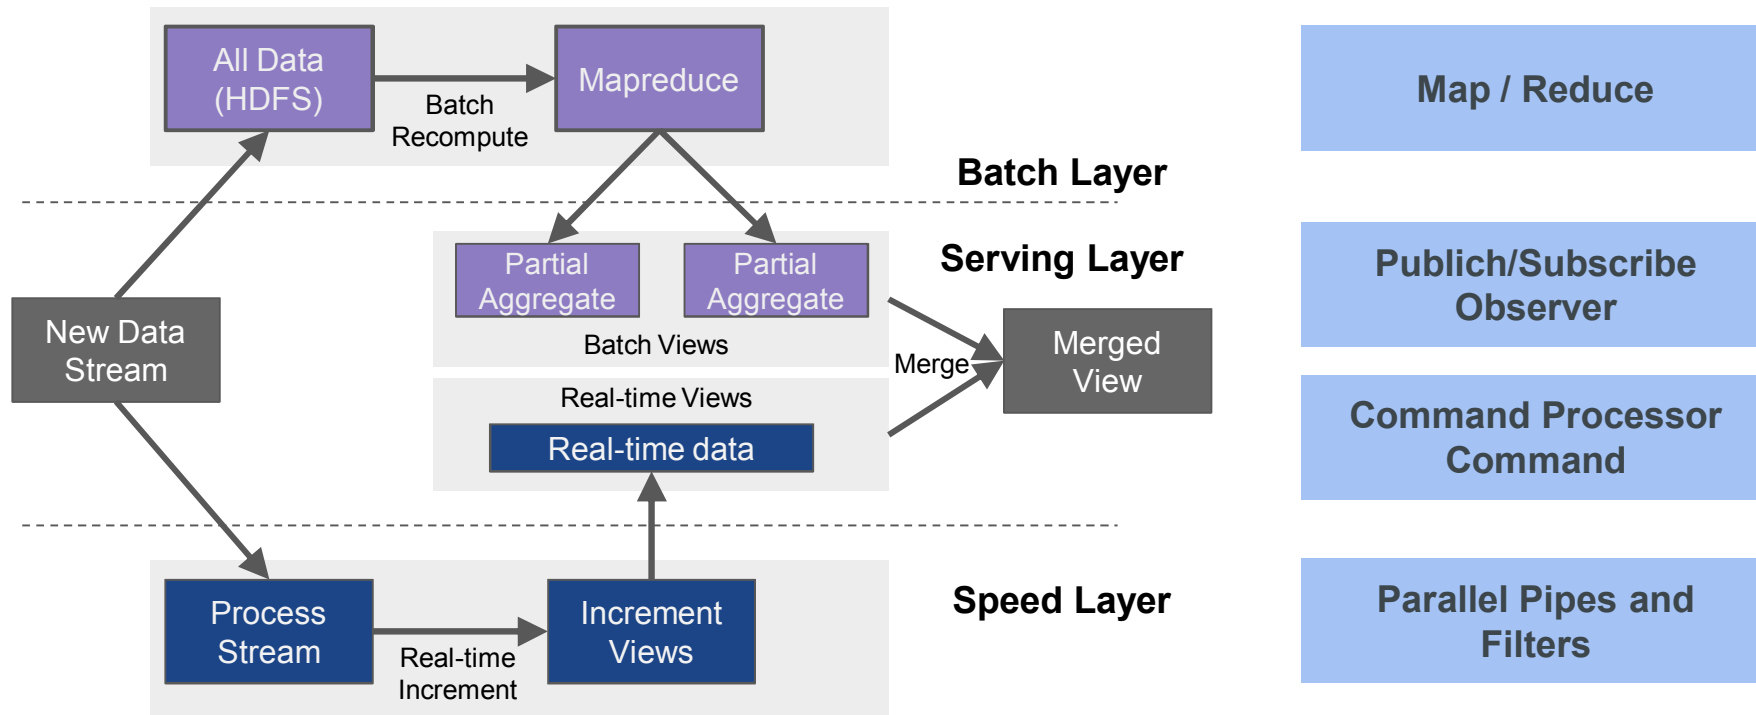 All Data
(HDFS)
Batch
Recompute
Mapreduce
Map / Reduce
Batch Layer
Partial
Aggregate
Partial
Aggregate
Batch Views
Serving Layer
Publich/Subscribe
Observer
New Data
Stream
Merge
Merged
View
Real-time Views
Real-time data
Command Processor
Command
Process
Stream
Real-time
Increment
Increment
Views
Speed Layer
Parallel Pipes and
Filters